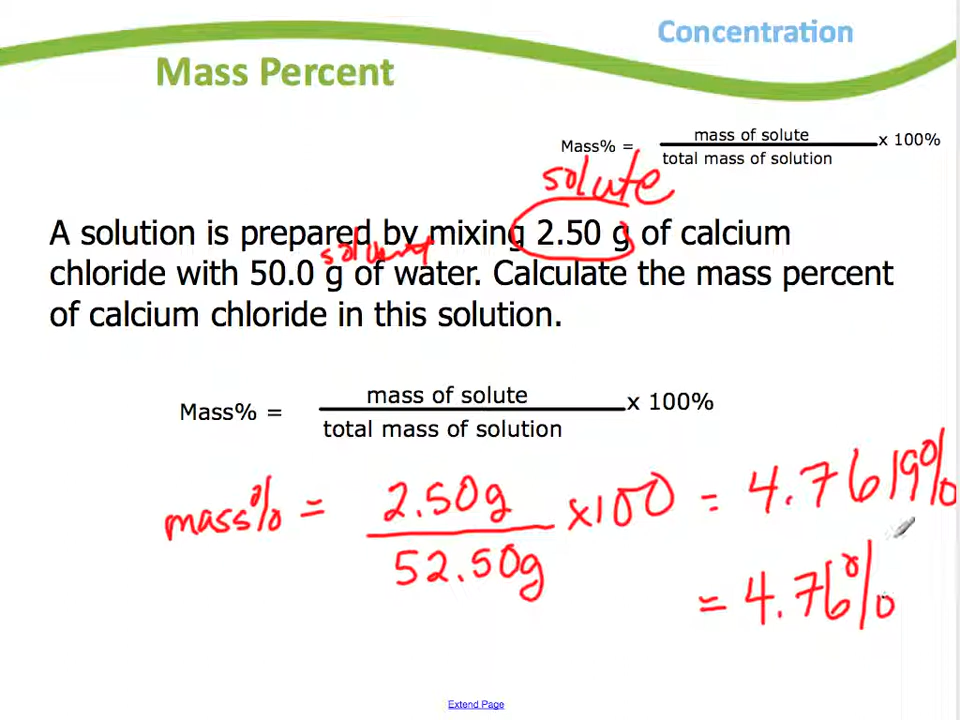 Concentration
Mass Percent
Mass% = mass of solute x 100%
total mass of solution
solute
A solution is prepared by mixing 2.50 g of calcium
solvent
chloride with 50.0 g of water. Calculate the mass percent
of calcium chloride in this solution.
Mass% = mass of solute x 100%
total mass of solution
mass% = 2.50g x100 = 4.7619%
52.50g
= 4.76%
Extend Page